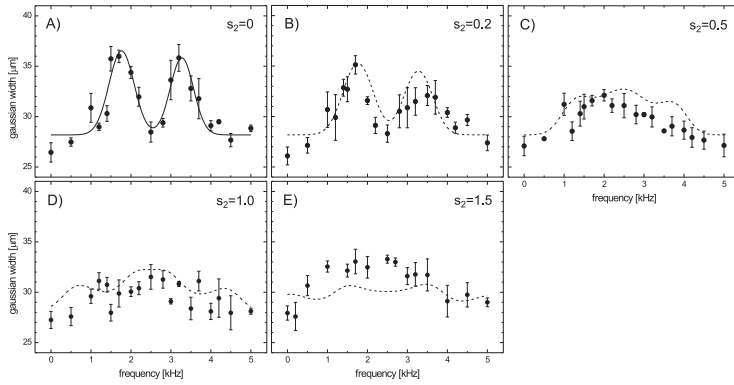 A) s₂=0
B) s₂=0.2
C) s₂=0.5
gaussian width [µm]
40
35
30
25
0 1 2 3 4 5
frequency [kHz]
D) s₂=1.0
E) s₂=1.5
gaussian width [µm]
40
35
30
25
0 1 2 3 4 5
0 1 2 3 4 5
frequency [kHz]
frequency [kHz]